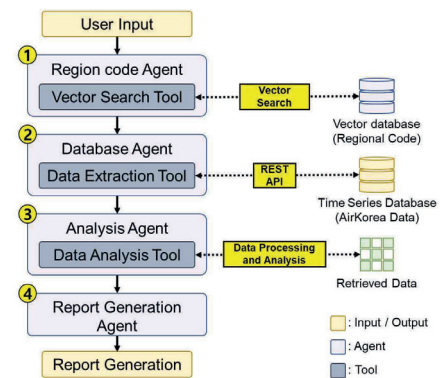 User Input
1
Region code Agent
Vector Search Tool
Vector
Search
Vector database
(Regional Code)
2
Database Agent
Data Extraction Tool
REST
API
Time Series Database
(AirKorea Data)
3
Analysis Agent
Data Analysis Tool
Data Processing
and Analysis
Retrieved Data
4
Report Generation
Agent
Report Generation
: Input / Output
: Agent
: Tool